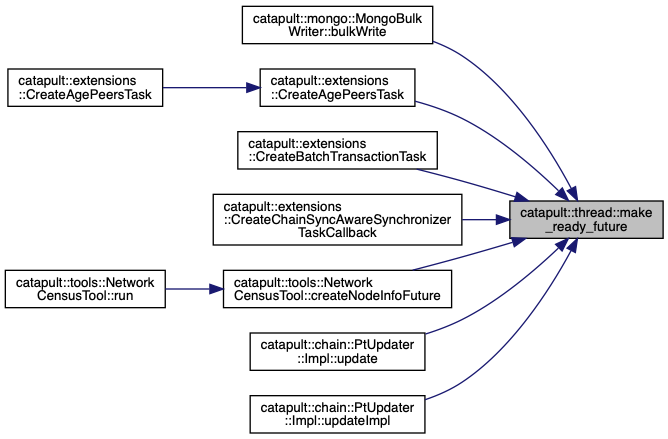 catapult::mongo::MongoBulk
Writer::bulkWrite
catapult::extensions
::CreateAgePeersTask
catapult::extensions
::CreateAgePeersTask
catapult::extensions
::CreateBatchTransactionTask
catapult::thread::make
_ready_future
catapult::extensions
::CreateChainSyncAwareSynchronizer
TaskCallback
catapult::tools::Network
CensusTool::run
catapult::tools::Network
CensusTool::createNodeInfoFuture
catapult::chain::PtUpdater
::Impl::update
catapult::chain::PtUpdater
::Impl::updateImpl